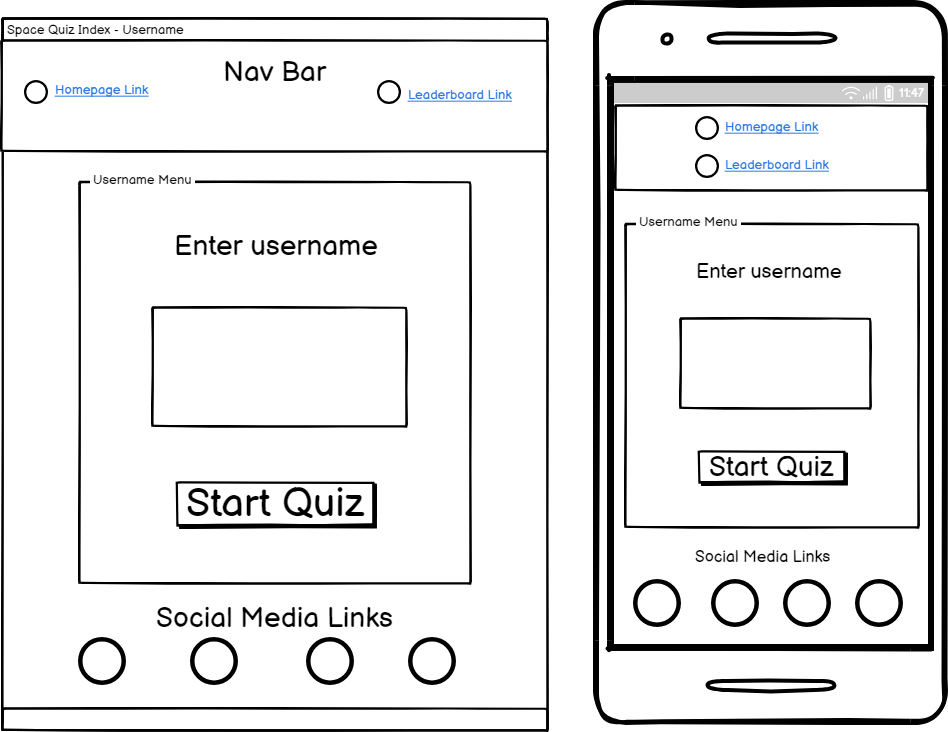 Space Quiz Index - Username
Nav Bar
Homepage Link
Leaderboard Link
Username Menu
Enter username
Start Quiz
Social Media Links
11:47
Homepage Link
Leaderboard Link
Username Menu
Enter username
Start Quiz
Social Media Links